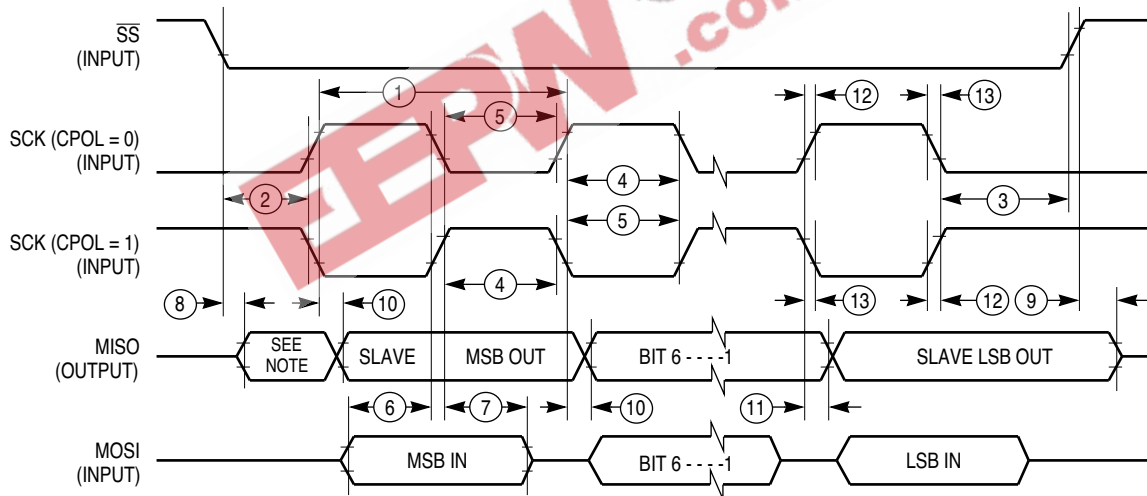 EEPW.com
SS
(INPUT)
1
12
13
5
SCK (CPOL = 0)
(INPUT)
4
2
3
5
SCK (CPOL = 1)
(INPUT)
4
8
10
13
12
9
MISO
(OUTPUT)
SEE
NOTE
SLAVE
MSB OUT
BIT 6 - - - - 1
SLAVE LSB OUT
6
7
10
11
MOSI
(INPUT)
MSB IN
BIT 6 - - - - 1
LSB IN